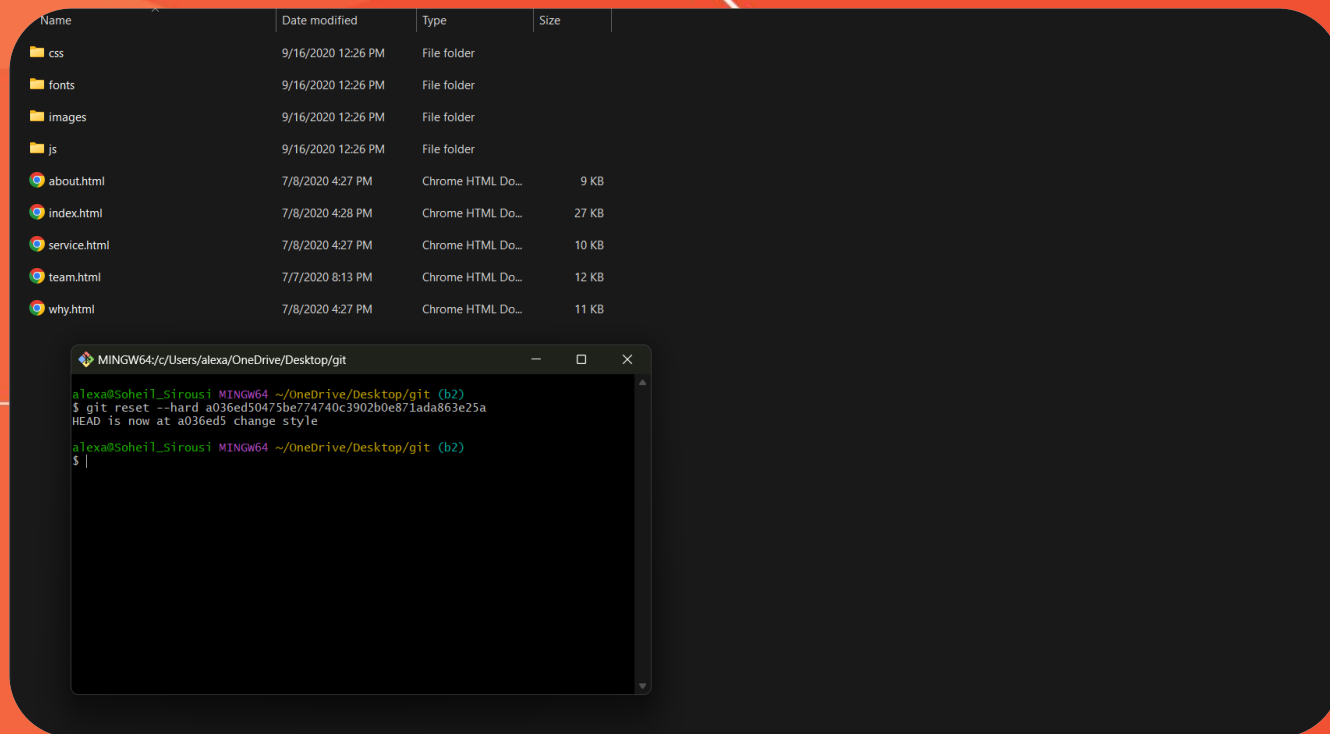 Name Date modified Type Size
css 9/16/2020 12:26 PM File folder
fonts 9/16/2020 12:26 PM File folder
images 9/16/2020 12:26 PM File folder
js 9/16/2020 12:26 PM File folder
about.html 7/8/2020 4:27 PM Chrome HTML Do... 9 KB
index.html 7/8/2020 4:28 PM Chrome HTML Do... 27 KB
service.html 7/8/2020 4:27 PM Chrome HTML Do... 10 KB
team.html 7/7/2020 8:13 PM Chrome HTML Do... 12 KB
why.html 7/8/2020 4:27 PM Chrome HTML Do... 11 KB
MINGW64:/c/Users/alexa/OneDrive/Desktop/git
alexa@Soheil_Sirousi MINGW64 ~/OneDrive/Desktop/git (b2)
$ git reset --hard a036ed50475be774740c3902b0e871ada863e25a
HEAD is now at a036ed5 change style
alexa@Soheil_Sirousi MINGW64 ~/OneDrive/Desktop/git (b2)
$